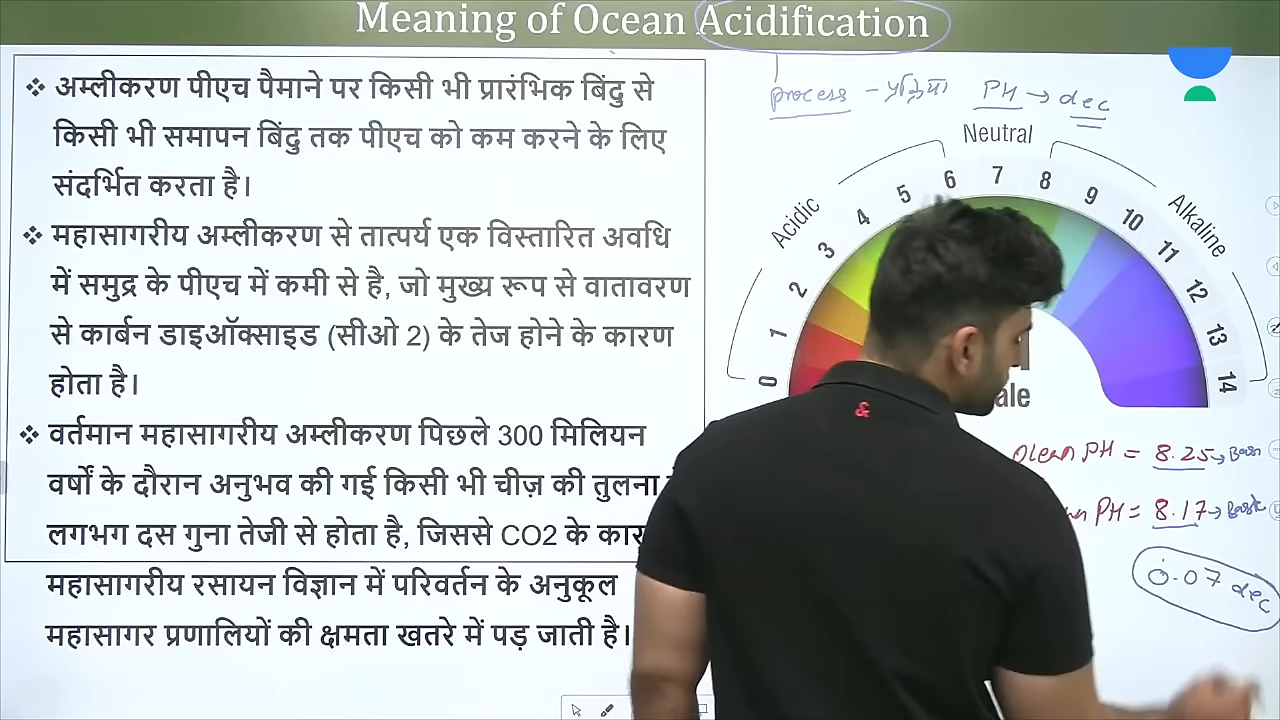 Meaning of Ocean Acidification
❖ अम्लीकरण पीएच पैमाने पर किसी भी प्रारंभिक बिंदु से
किसी भी समापन बिंदु तक पीएच को कम करने के लिए
संदर्भित करता है।
❖ महासागरीय अम्लीकरण से तात्पर्य एक विस्तारित अवधि
में समुद्र के पीएच में कमी से है, जो मुख्य रूप से वातावरण
से कार्बन डाइऑक्साइड (सीओ 2) के तेज होने के कारण
होता है।
❖ वर्तमान महासागरीय अम्लीकरण पिछले 300 मिलियन
वर्षों के दौरान अनुभव की गई किसी भी चीज़ की तुलना
लगभग दस गुना तेजी से होता है, जिससे CO2 के कार
महासागरीय रसायन विज्ञान में परिवर्तन के अनुकूल
महासागर प्रणालियों की क्षमता खतरे में पड़ जाती है।
process - प्रक्रिया PH → dec
Neutral
Acidic
Alkaline
0 1 2 3 4 5 6 7 8 9 10 11 12 13 14
ale
PH = 8.25 →
PH = 8.17 →
0.07 dec